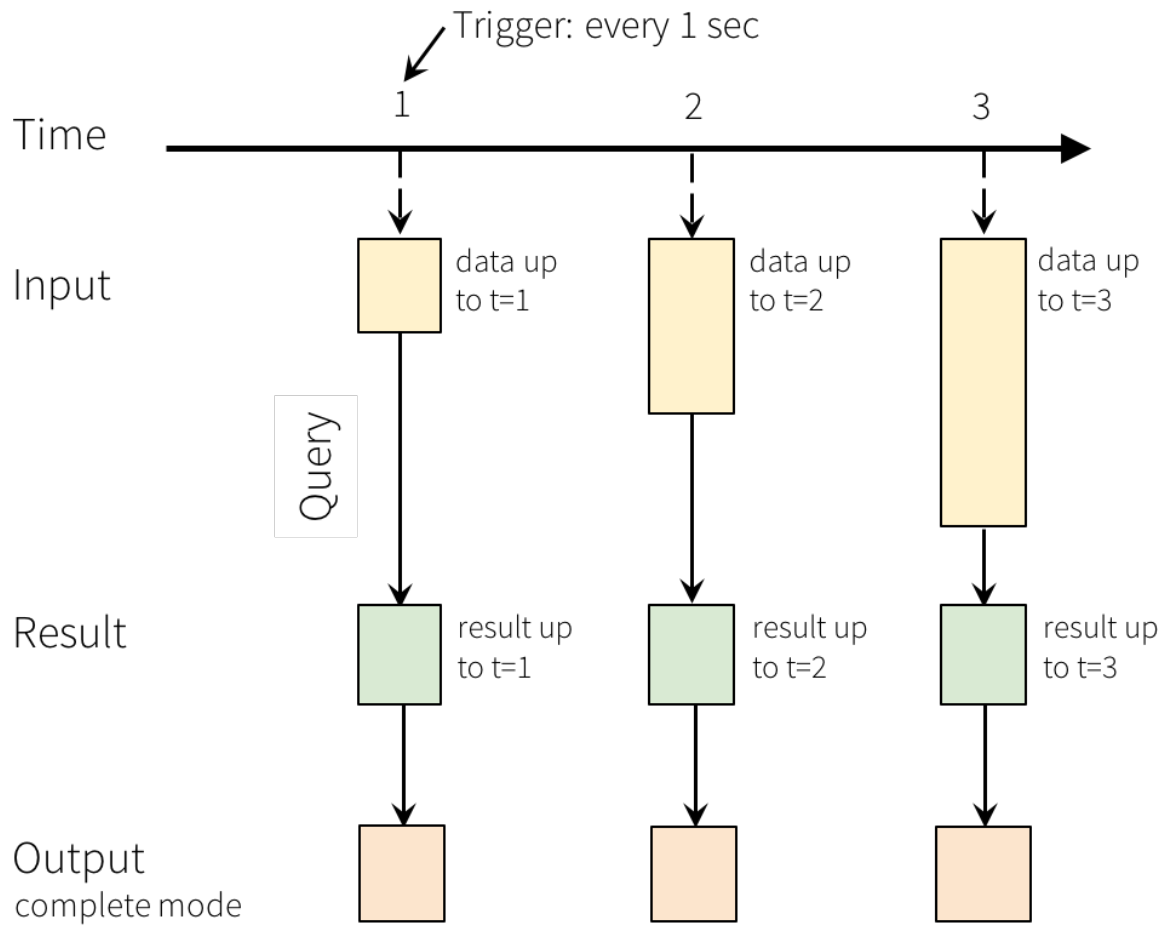 Trigger: every 1 sec
1
2
3
Time
Input
data up
to t=1
data up
to t=2
data up
to t=3
Query
Result
result up
to t=1
result up
to t=2
result up
to t=3
Output
complete mode